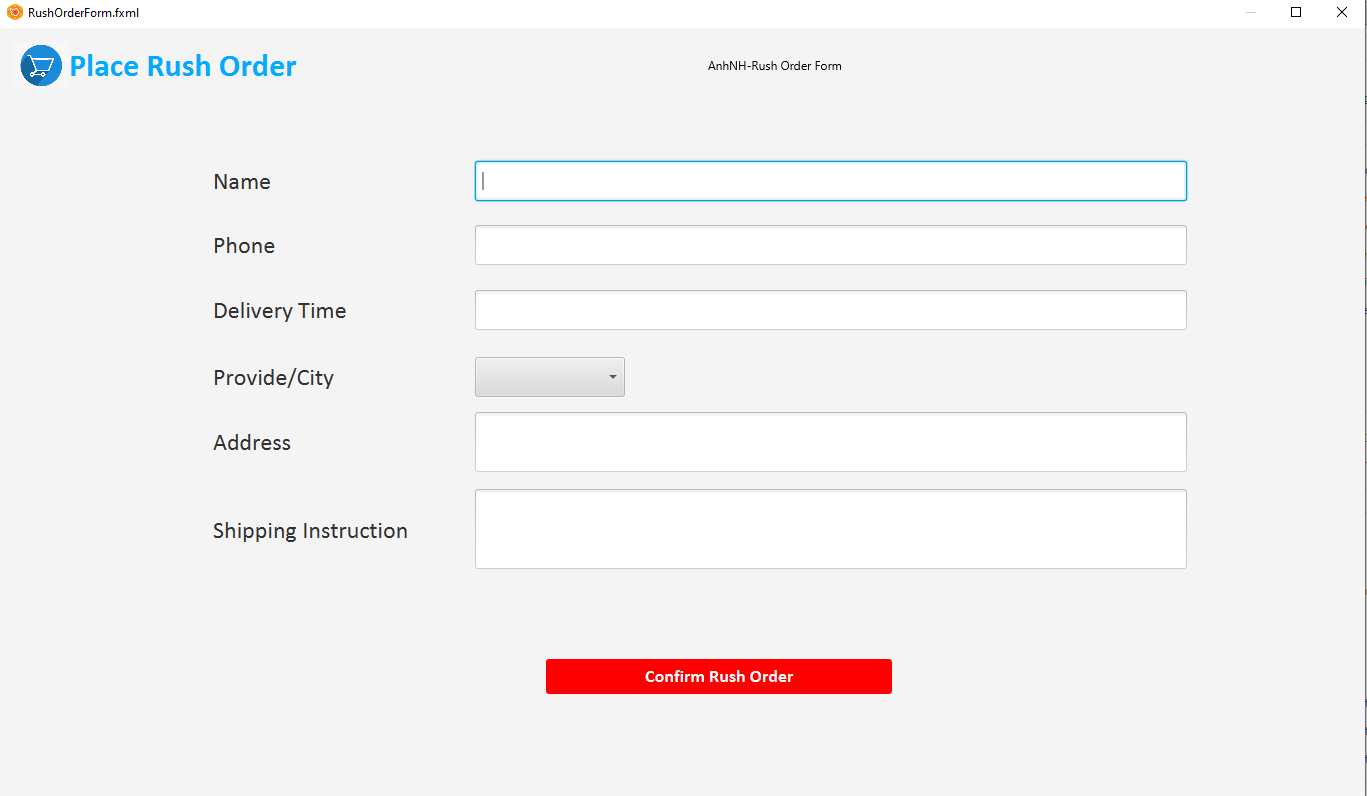 RushOrderForm.fxml
Place Rush Order
AnhNH-Rush Order Form
Name
Phone
Delivery Time
Provide/City
Address
Shipping Instruction
Confirm Rush Order